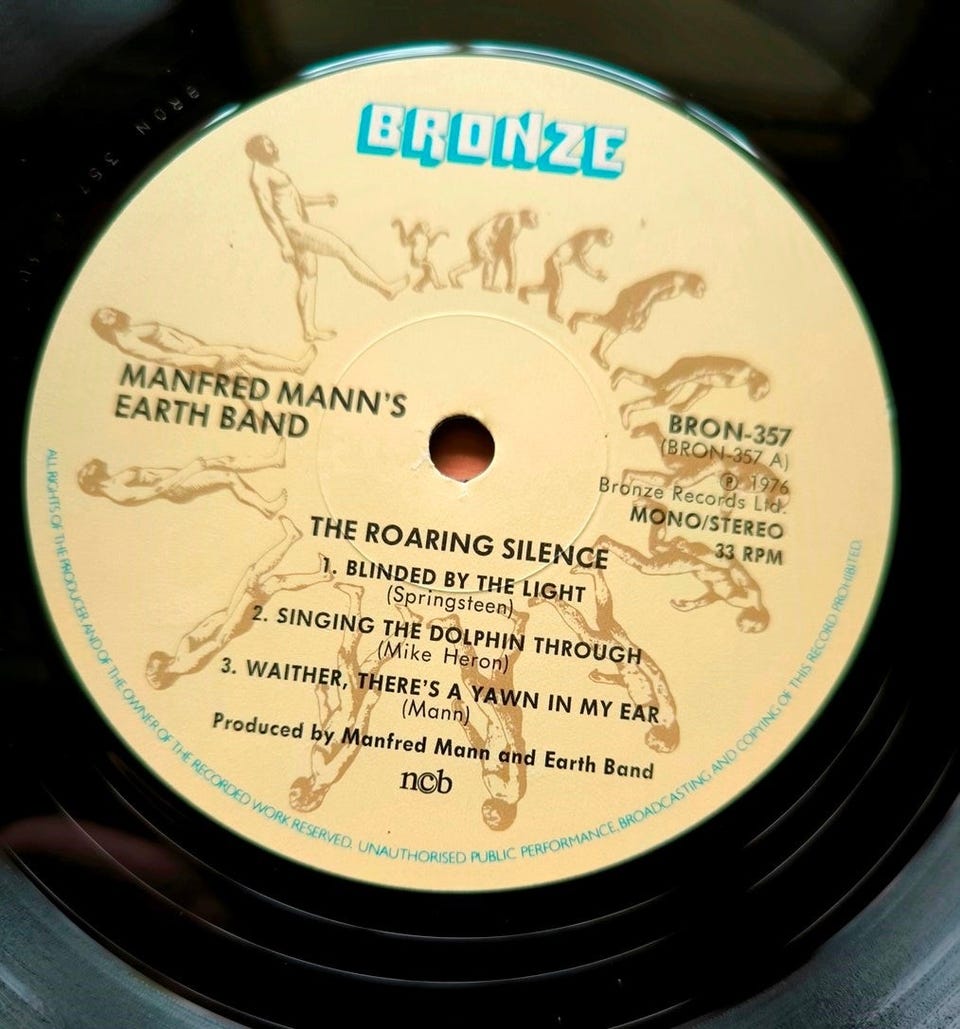 BRONZE
MANFRED MANN'S
EARTH BAND
BRON-357
(BRON-357 A)
Ⓟ 1976
Bronze Records Ltd.
MONO/STEREO
33 RPM
THE ROARING SILENCE
1. BLINDED BY THE LIGHT
(Springsteen)
2. SINGING THE DOLPHIN THROUGH
(Mike Heron)
3. WAITHER, THERE'S A YAWN IN MY EAR
(Mann)
Produced by Manfred Mann and Earth Band
n©b
ALL RIGHTS OF THE PRODUCER AND OF THE OWNER OF THE RECORDED WORK RESERVED. UNAUTHORISED PUBLIC PERFORMANCE, BROADCASTING AND COPYING OF THIS RECORD PROHIBITED.
BRON 357